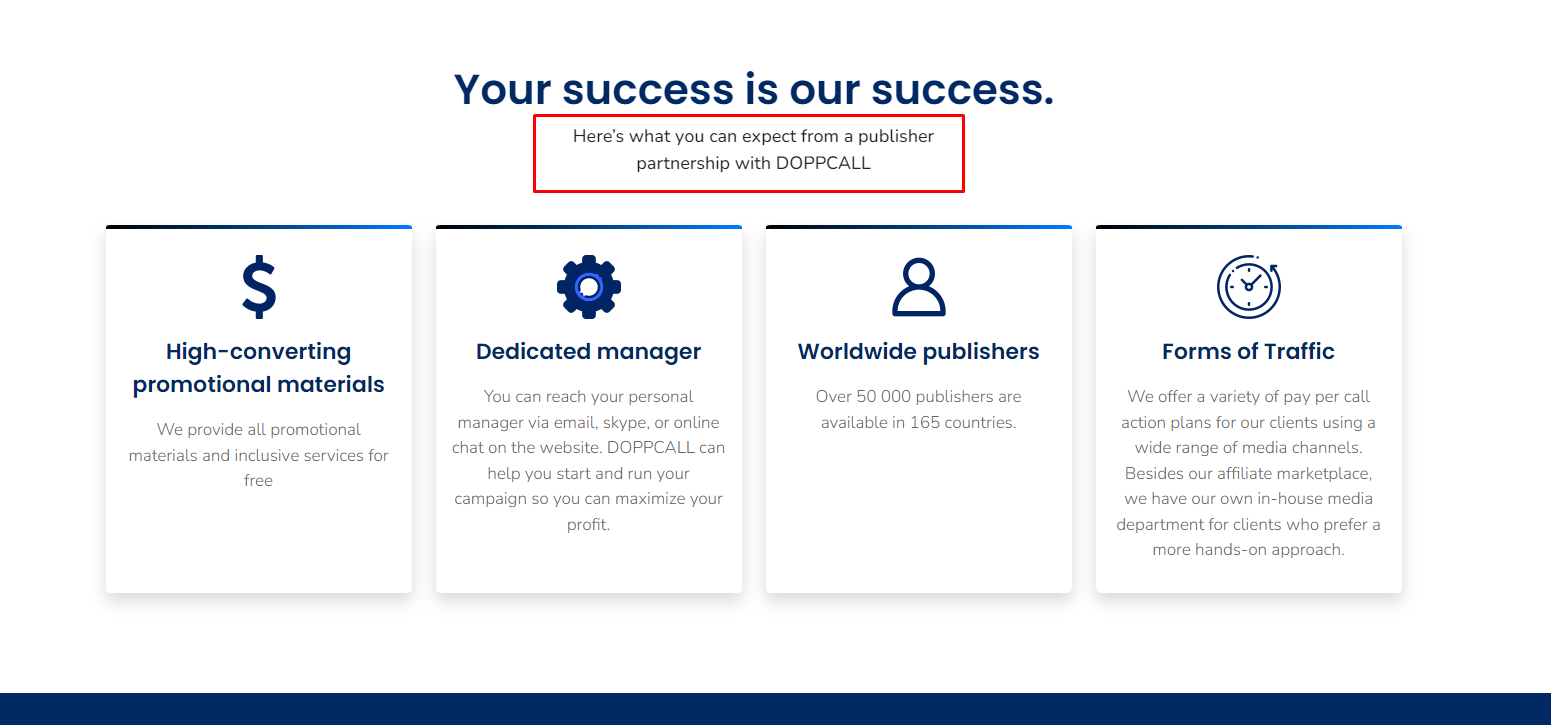 Your success is our success.
Here's what you can expect from a publisher
partnership with DOPPCALL
High-converting
promotional materials
We provide all promotional
materials and inclusive services for
free
Dedicated manager
You can reach your personal
manager via email, skype, or online
chat on the website. DOPPCALL can
help you start and run your
campaign so you can maximize your
profit.
Worldwide publishers
Over 50 000 publishers are
available in 165 countries.
Forms of Traffic
We offer a variety of pay per call
action plans for our clients using a
wide range of media channels.
Besides our affiliate marketplace,
we have our own in-house media
department for clients who prefer a
more hands-on approach.